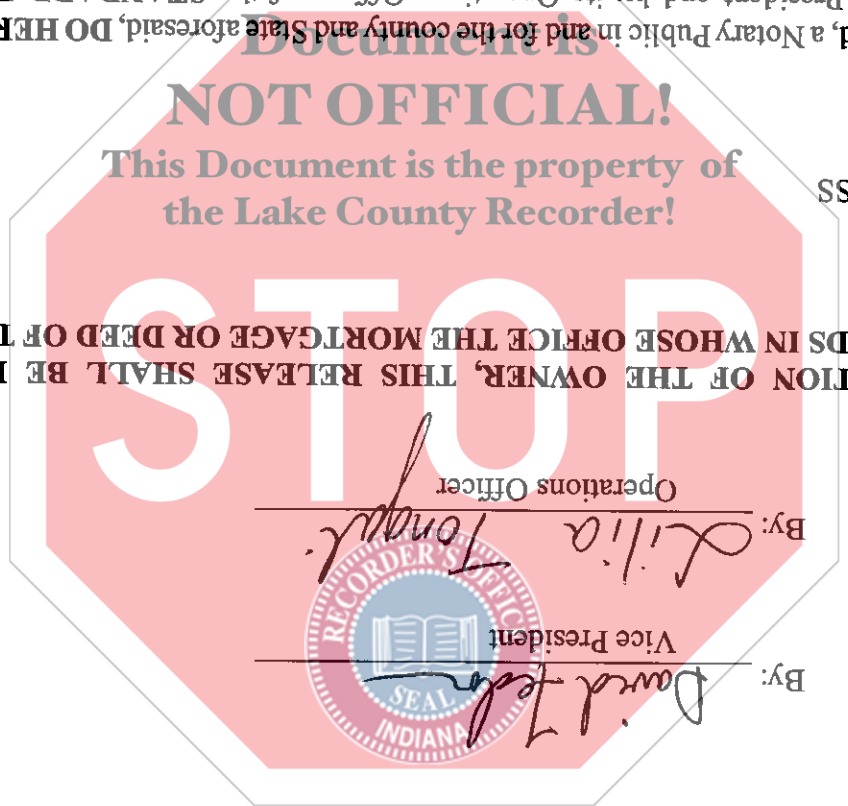 Document is
NOT OFFICIAL!
This Document is the property of
the Lake County Recorder!
STOP
RECORDER'S OFFICE
SEAL
INDIANA
By: David
Vice President
By: Lilia
Operations Officer
TION OF THE OWNER, THIS RELEASE SHALL BE
DS IN WHOSE OFFICE THE MORTGAGE OR DEED OF T
SS
d, a Notary Public in and for the county and State aforesaid, DO HER